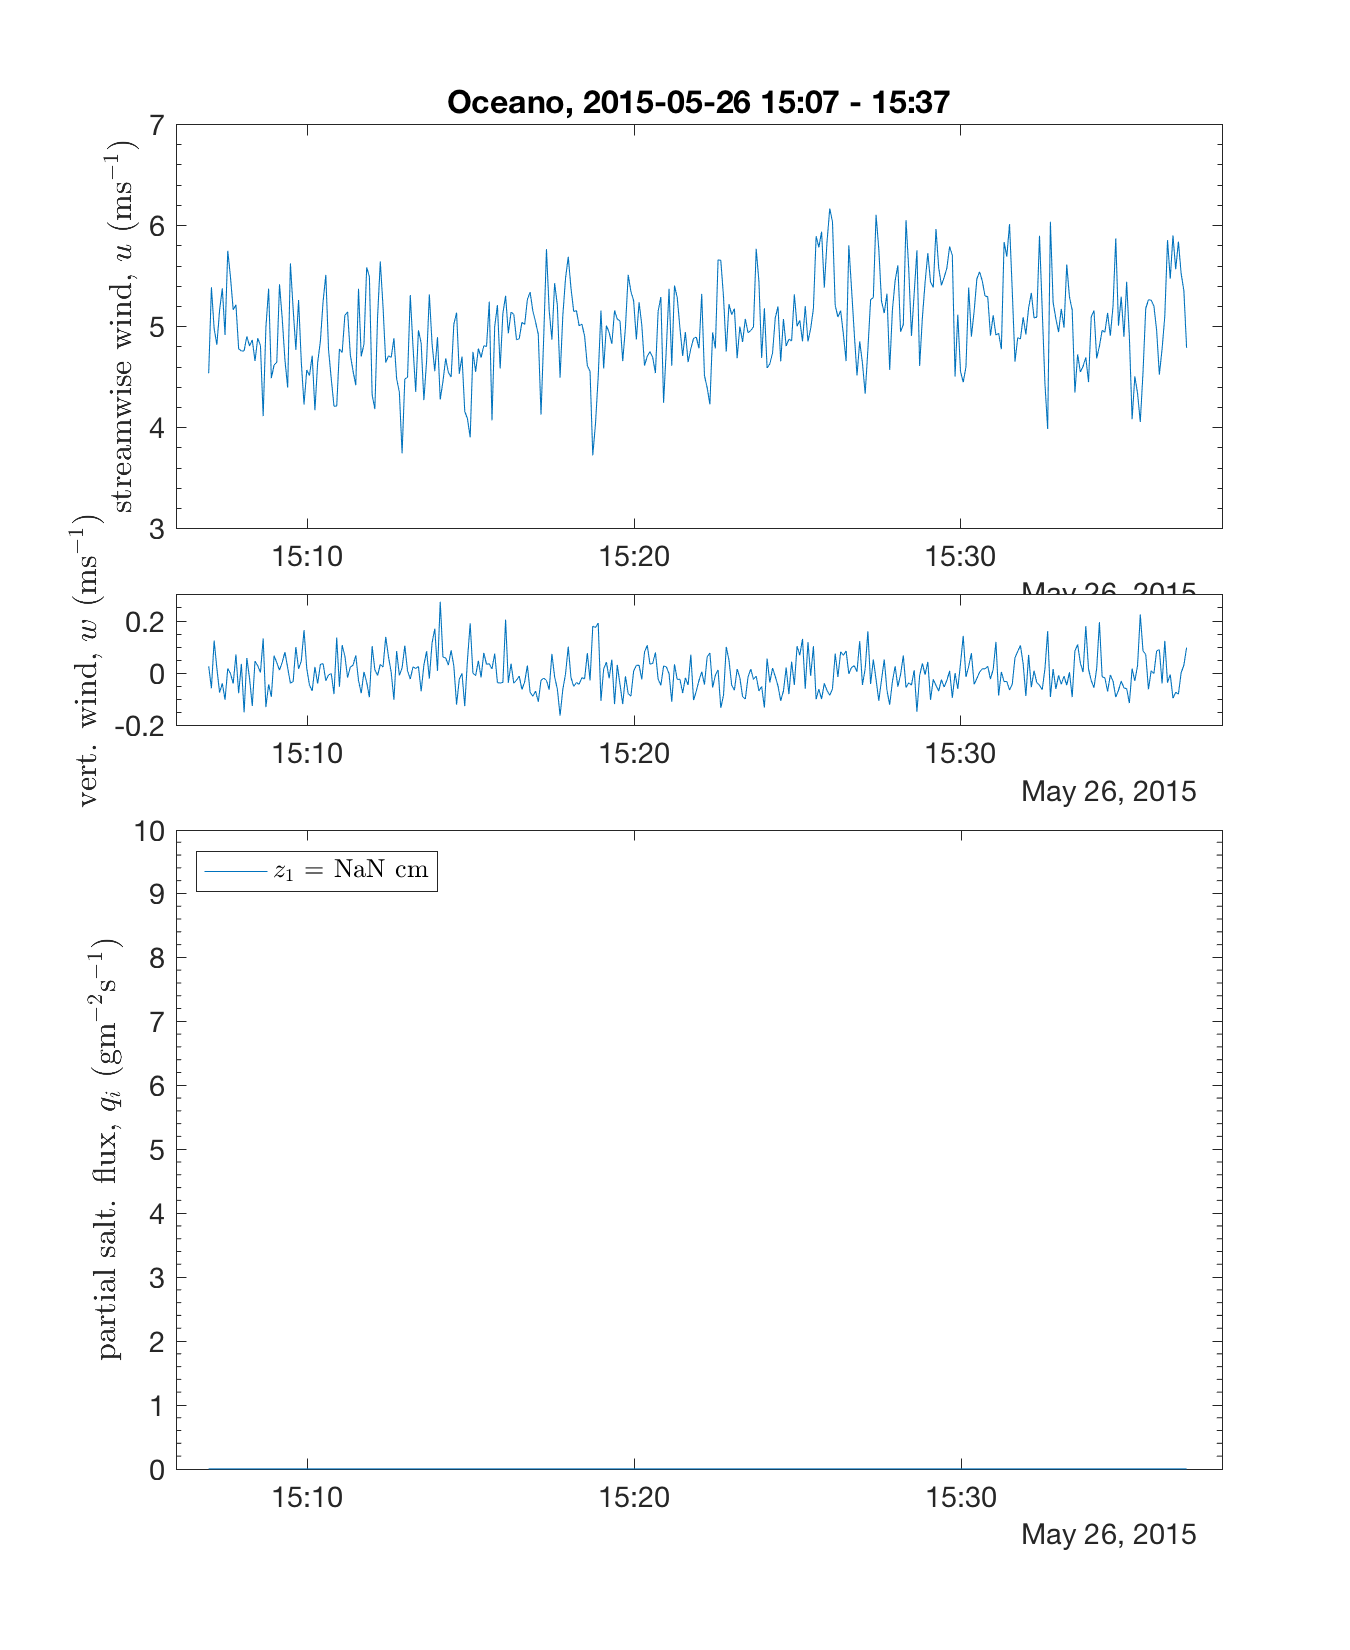 Oceano, 2015-05-26 15:07 - 15:37
streamwise wind, u (ms⁻¹)
7
6
5
4
3
15:10 15:20 15:30
May 26, 2015
vert. wind, w (ms⁻¹)
0.2
0
-0.2
15:10 15:20 15:30
May 26, 2015
partial salt. flux, qᵢ (gm⁻²s⁻¹)
10
9
8
7
6
5
4
3
2
1
0
z₁ = NaN cm
15:10 15:20 15:30
May 26, 2015